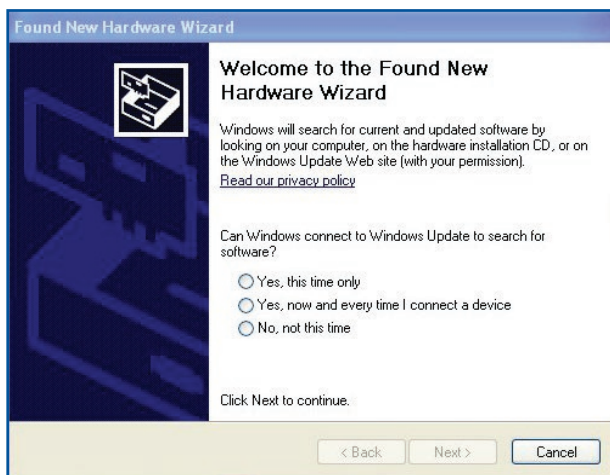 Found New Hardware Wizard
Welcome to the Found New
Hardware Wizard
Windows will search for current and updated software by
looking on your computer, on the hardware installation CD, or on
the Windows Update Web site (with your permission).
Read our privacy policy
Can Windows connect to Windows Update to search for
software?
Yes, this time only
Yes, now and every time I connect a device
No, not this time
Click Next to continue.
< Back Next > Cancel